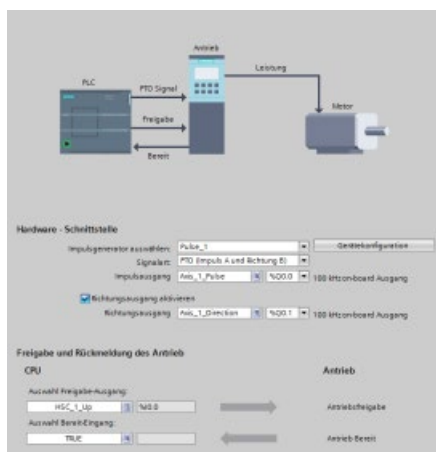 Antrieb
PLC
Leistung
PTO Signal
Motor
Freigabe
Bereit
Hardware - Schnittstelle
Impulsgenerator auswählen: Pulse_1 Gerätekonfiguration
Signalart: PTO (Impuls A und Richtung B)
Impulsausgang Axis_1_Pulse %Q0.0 100 kHz on-board Ausgang
Richtungsausgang aktivieren
Richtungsausgang Axis_1_Direction %Q0.1 100 kHz on-board Ausgang
Freigabe und Rückmeldung des Antrieb
CPU Antrieb
Auswahl Freigabe-Ausgang:
HSC_1_Up %I0.0 Antriebsfreigabe
Auswahl Bereit-Eingang:
TRUE Antrieb Bereit